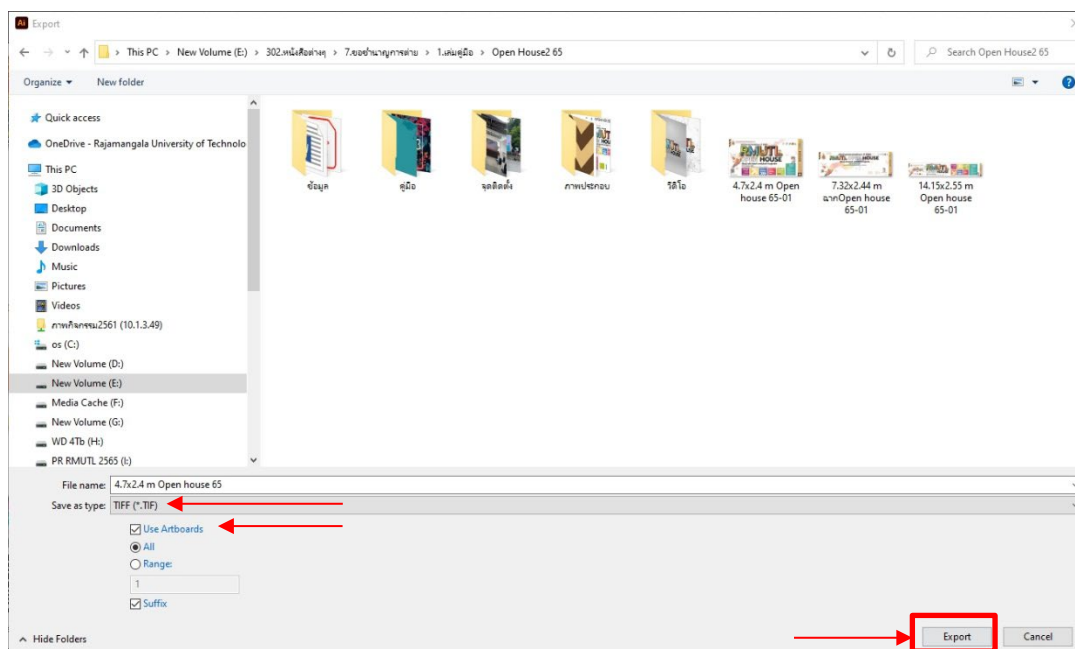 Ai Export
This PC > New Volume (E:) > 302.หนังสือต่างๆ > 7.ขอชำนาญการต่าย > 1.เล่มคู่มือ > Open House2 65
Search Open House2 65
Organize
New folder
Quick access
OneDrive - Rajamangala University of Technolo
This PC
3D Objects
Desktop
Documents
Downloads
Music
Pictures
Videos
ภาพกิจกรรม2561 (10.1.3.49)
os (C:)
New Volume (D:)
New Volume (E:)
Media Cache (F:)
New Volume (G:)
WD 4Tb (H:)
PR RMUTL 2565 (I:)
ข้อมูล
คู่มือ
จุดติดตั้ง
ภาพประกอบ
วิดีโอ
4.7x2.4 m Open
house 65-01
7.32x2.44 m
ฉากOpen house
65-01
14.15x2.55 m
Open house
65-01
File name: 4.7x2.4 m Open house 65
Save as type: TIFF (*.TIF)
Use Artboards
All
Range:
1
Suffix
Hide Folders
Export
Cancel